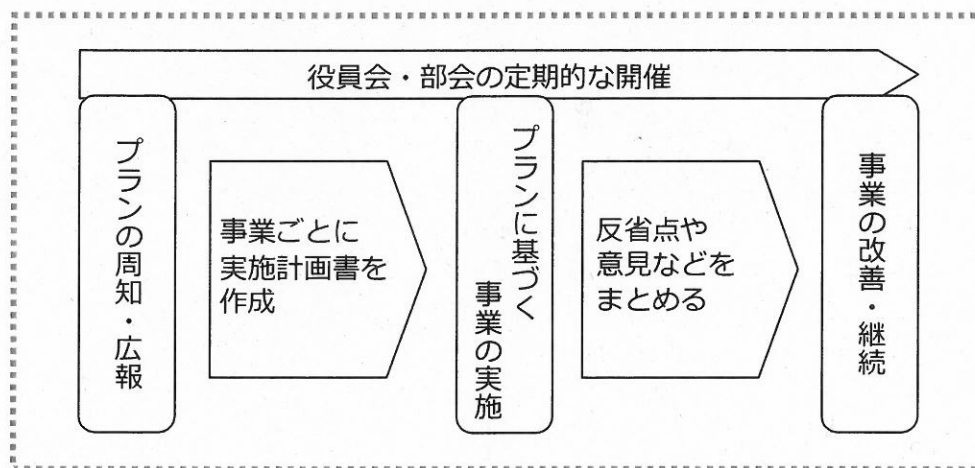 役員会・部会の定期的な開催
プランの周知・広報
事業ごとに
実施計画書を
作成
プランに基づく
事業の実施
反省点や
意見などを
まとめる
事業の改善・継続